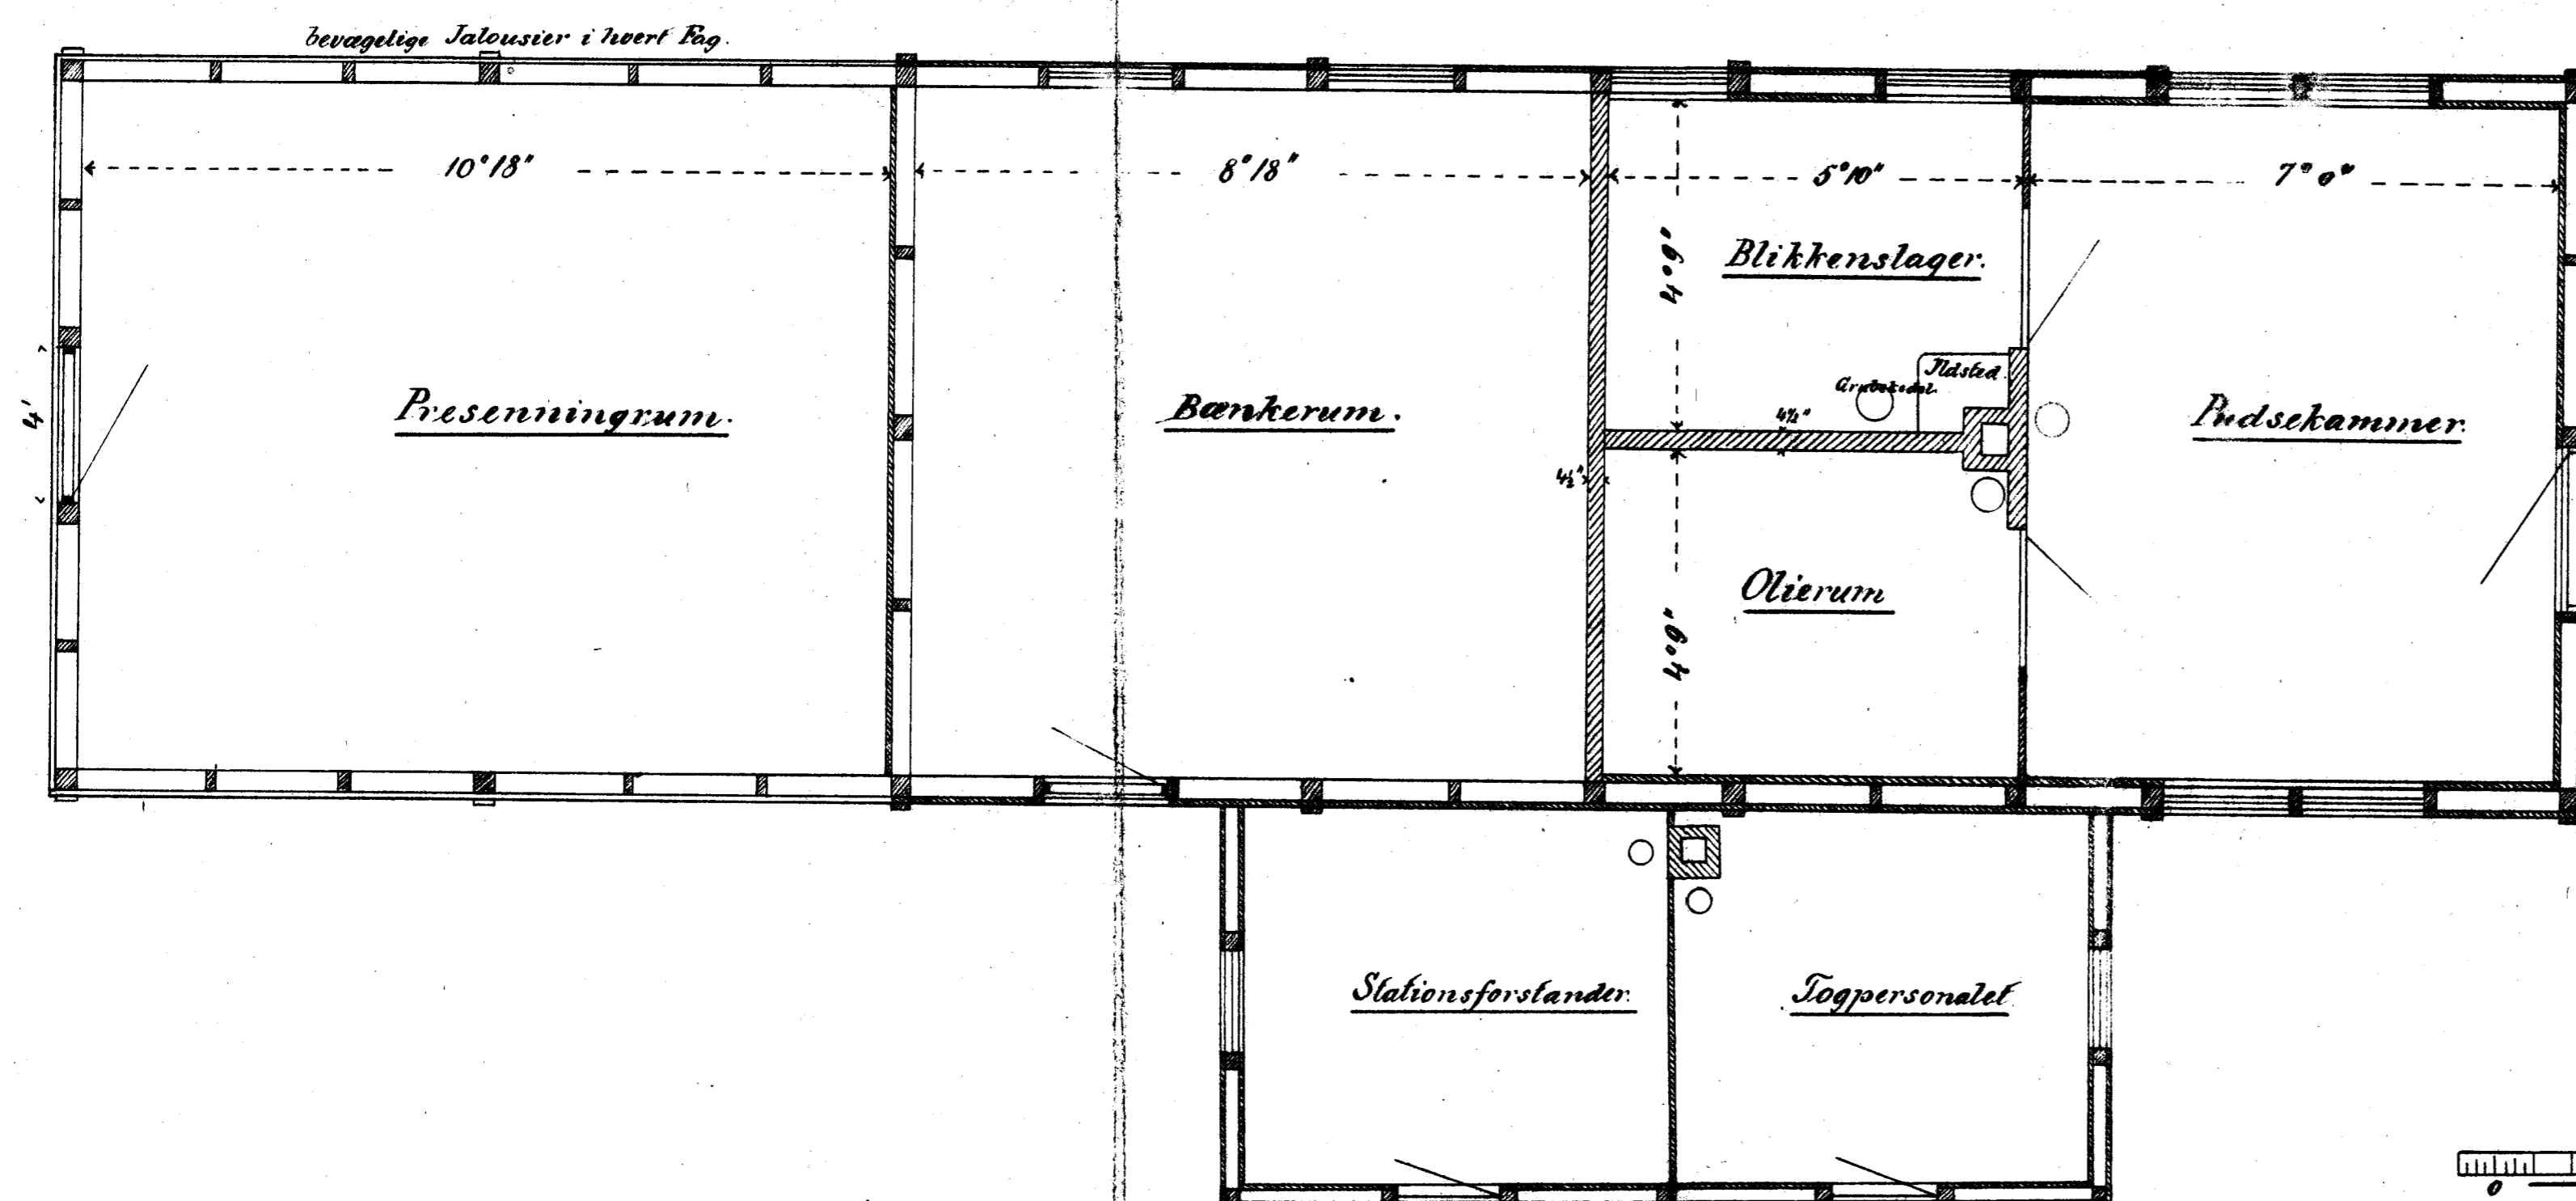 bevægelige Jalousier i hvert Fag.
10°18"
8°18"
5°10"
7°0"
4°9"
Blikkenslager.
Ildsted.
4'
Presenningrum.
Bænkerum.
4½"
Pudsekammer.
4½"
Olierum
4°9"
Stationsforstander.
Togpersonalet
0